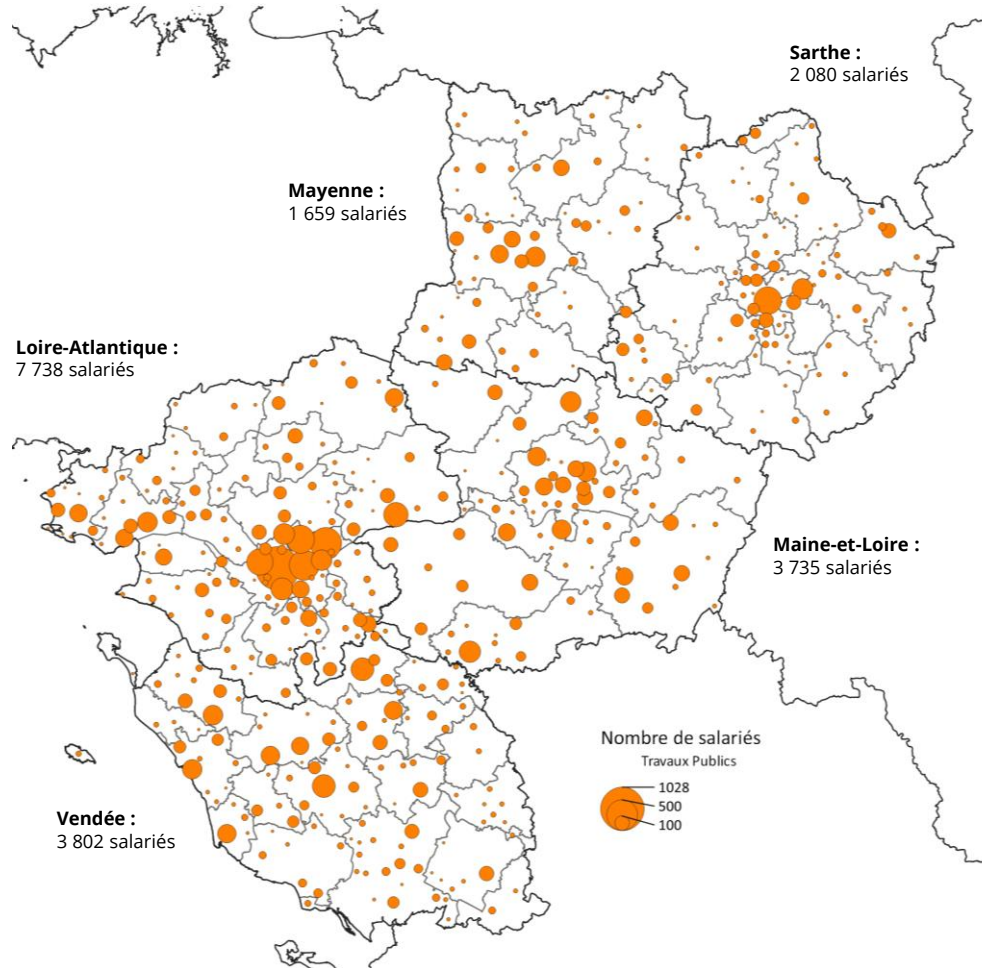 Sarthe :
2 080 salariés
Mayenne :
1 659 salariés
Loire-Atlantique :
7 738 salariés
Maine-et-Loire :
3 735 salariés
Vendée :
3 802 salariés
Nombre de salariés
Travaux Publics
1028
500
100